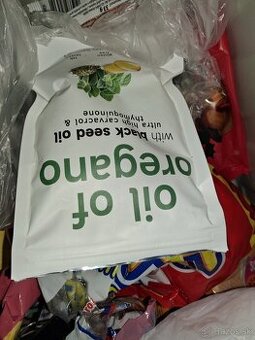 oil of
oregano
with black seed oil
ultra high carvacrol &
thymoquinone